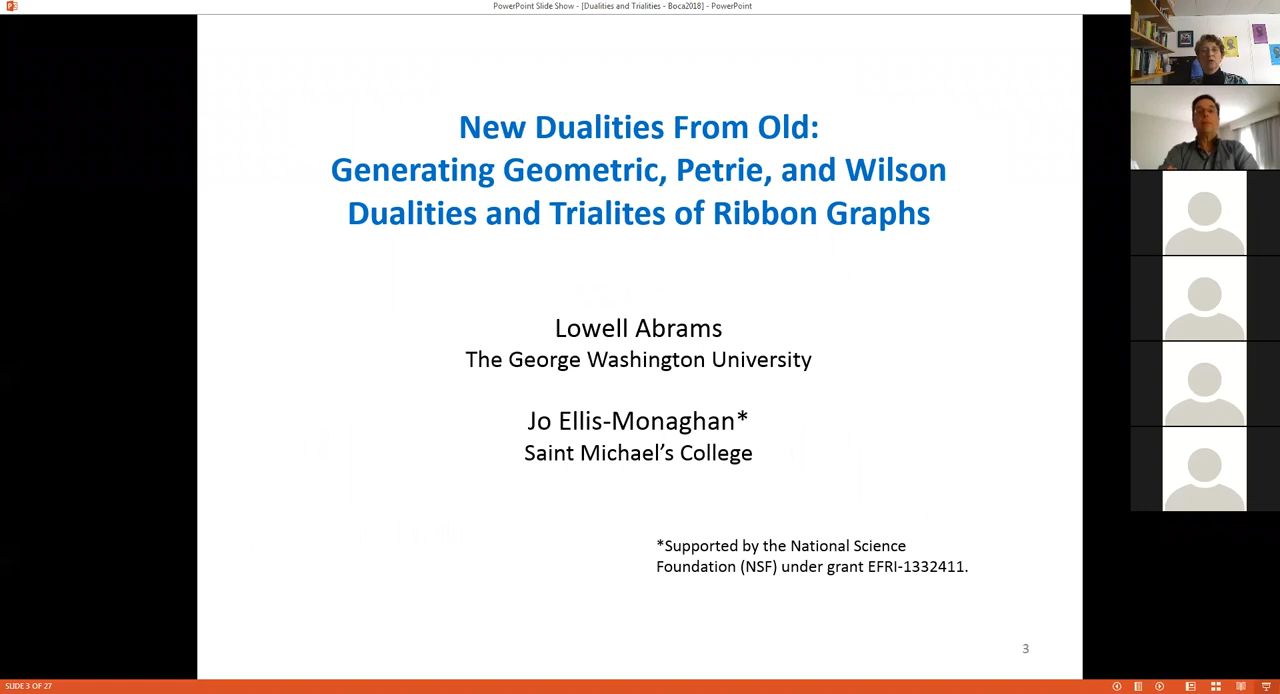 PowerPoint Slide Show - [Dualities and Trialities - Boca2018] - PowerPoint
New Dualities From Old:
Generating Geometric, Petrie, and Wilson
Dualities and Trialites of Ribbon Graphs
Lowell Abrams
The George Washington University
Jo Ellis-Monaghan*
Saint Michael's College
*Supported by the National Science
Foundation (NSF) under grant EFRI-1332411.
3
SLIDE 3 OF 27